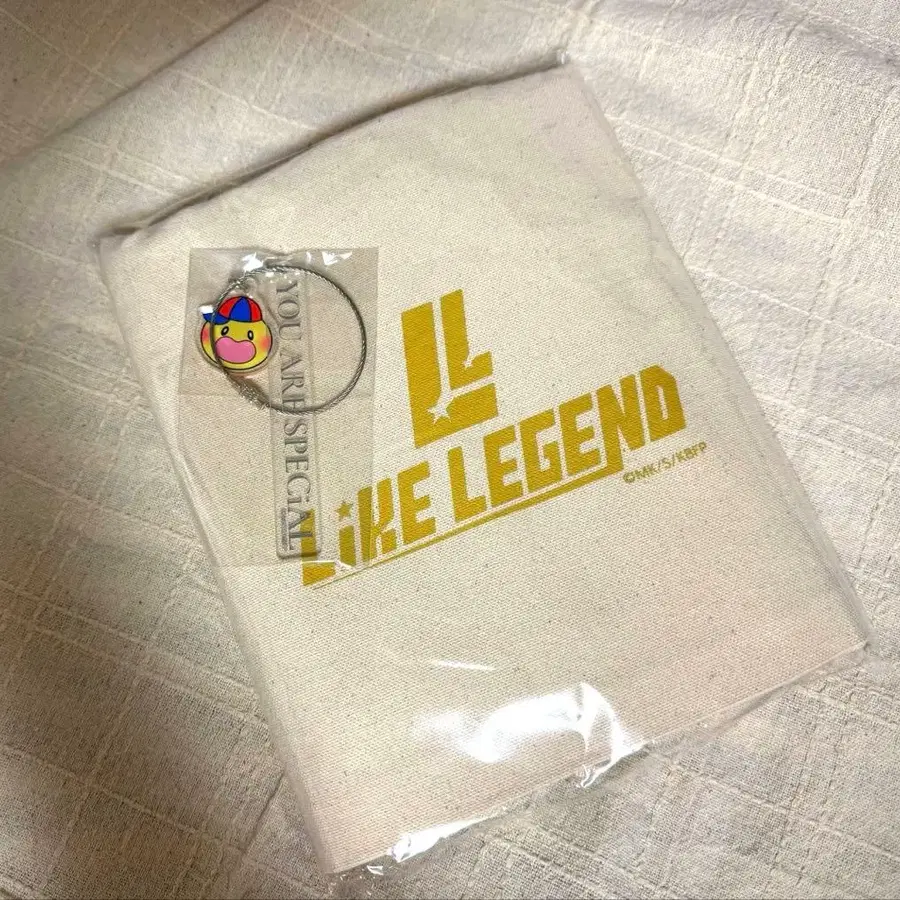 YOU ARE SPECiAL
LL
LiKE LEGEND
©MK/S/KBFP